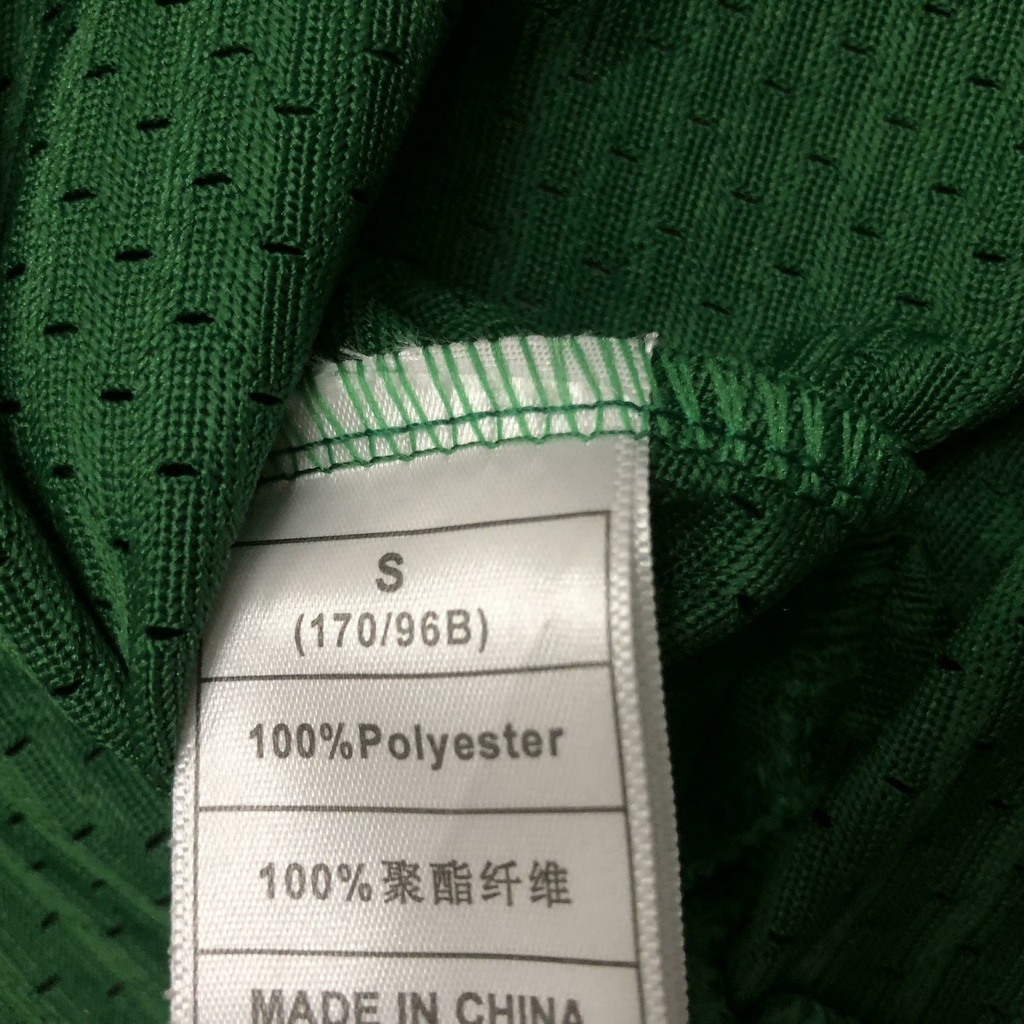 S
(170/96B)
100%Polyester
100%聚酯纤维
MADE IN CHINA